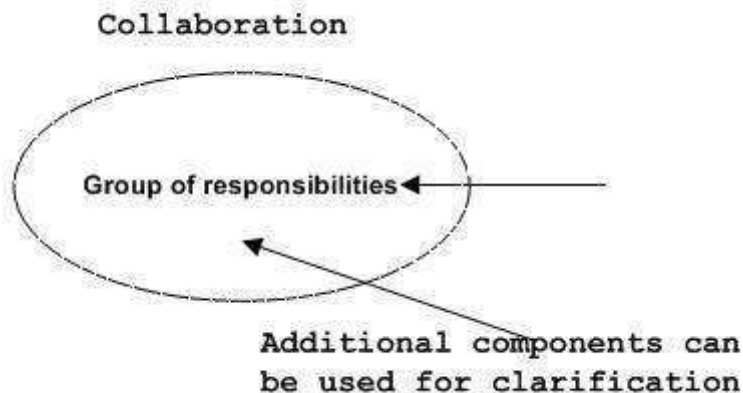 Collaboration
Group of responsibilities
Additional components can
be used for clarification